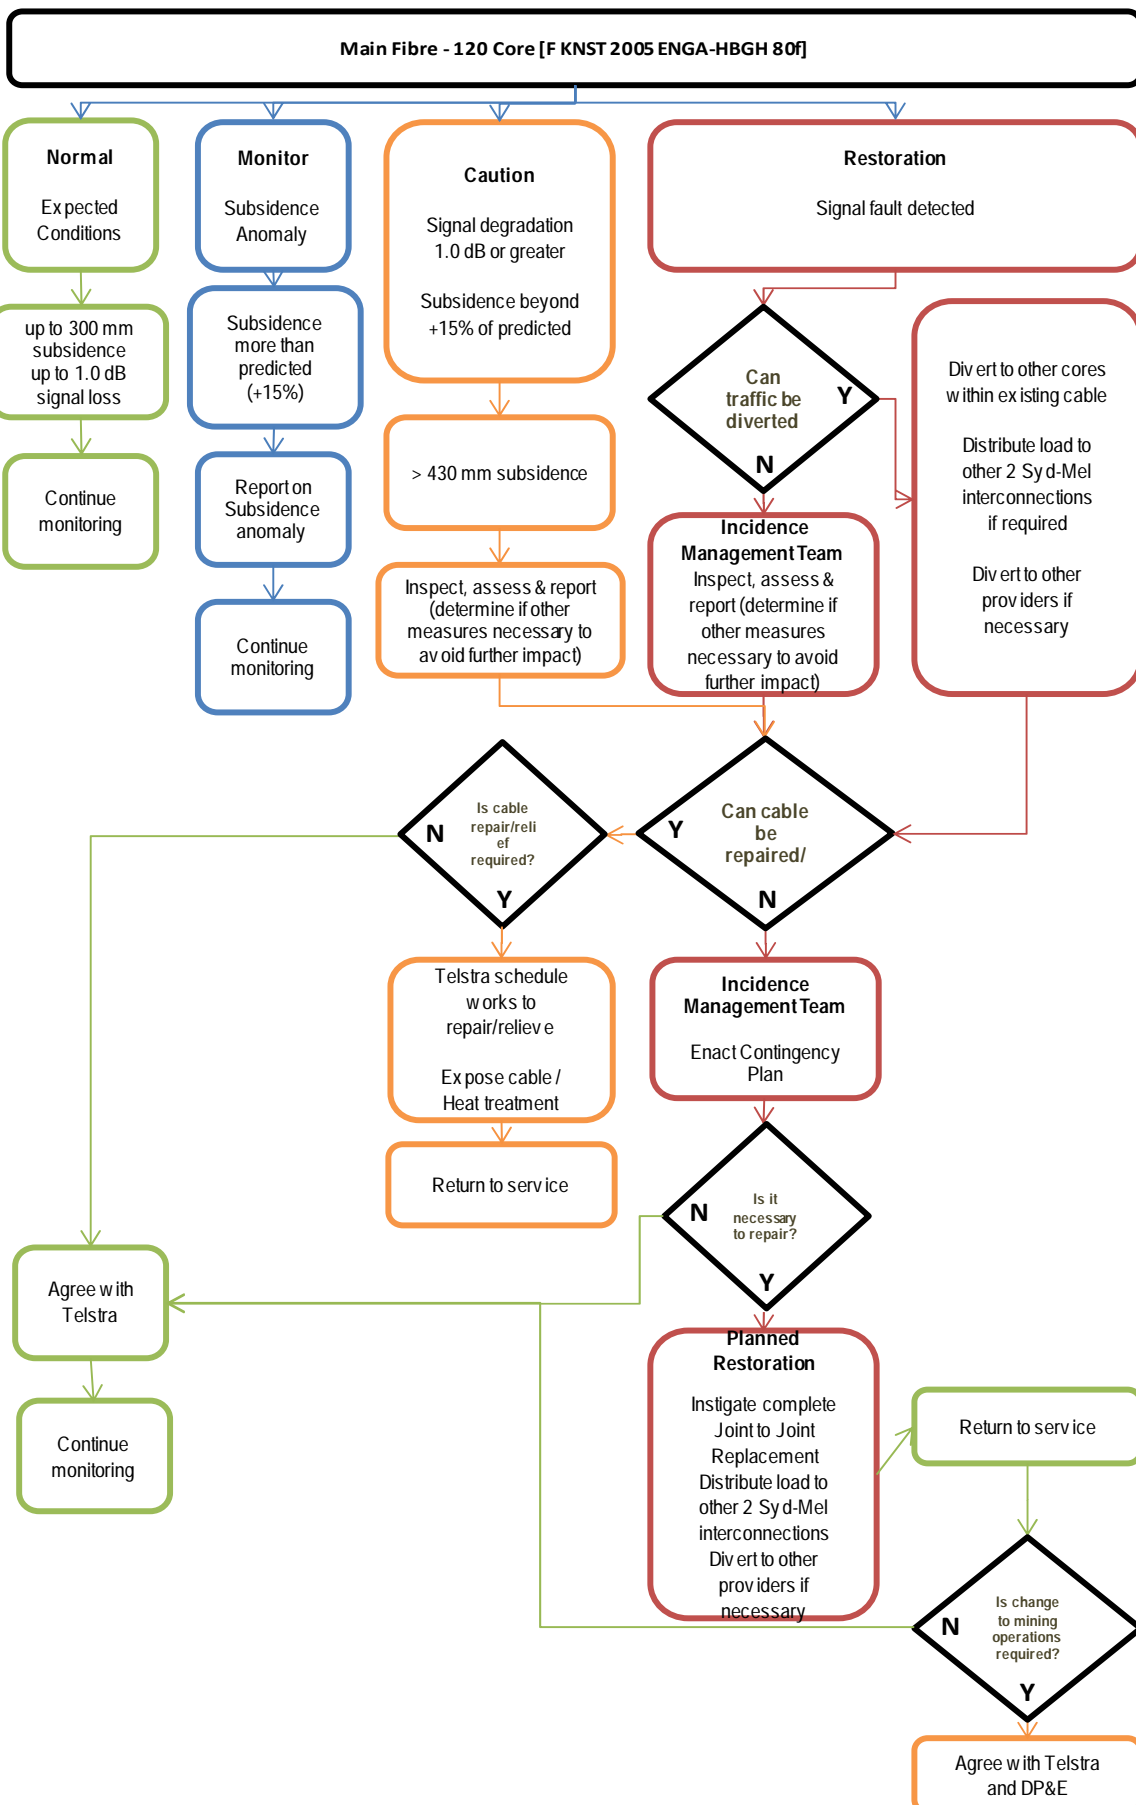 Main Fibre - 120 Core [F KNST 2005 ENGA-HBGH 80f]
Normal
Expected
Conditions
up to 300 mm
subsidence
up to 1.0 dB
signal loss
Continue
monitoring
Monitor
Subsidence
Anomaly
Subsidence
more than
predicted
(+15%)
Report on
Subsidence
anomaly
Continue
monitoring
Caution
Signal degradation
1.0 dB or greater
Subsidence beyond
+15% of predicted
> 430 mm subsidence
Inspect, assess & report
(determine if other
measures necessary to
avoid further impact)
Restoration
Signal fault detected
Can
traffic be
diverted
Y
N
Divert to other cores
within existing cable
Distribute load to
other 2 Syd-Mel
interconnections
if required
Divert to other
providers if
necessary
Incidence
Management Team
Inspect, assess &
report (determine if
other measures
necessary to avoid
further impact)
Can cable
be
repaired/
Y
N
Is cable
repair/reli
ef
required?
N
Y
Telstra schedule
works to
repair/relieve
Expose cable /
Heat treatment
Return to service
Incidence
Management Team
Enact Contingency
Plan
Is it
necessary
to repair?
N
Y
Agree with
Telstra
Continue
monitoring
Planned
Restoration
Instigate complete
Joint to Joint
Replacement
Distribute load to
other 2 Syd-Mel
interconnections
Divert to other
providers if
necessary
Return to service
Is change
to mining
operations
required?
N
Y
Agree with Telstra
and DP&E